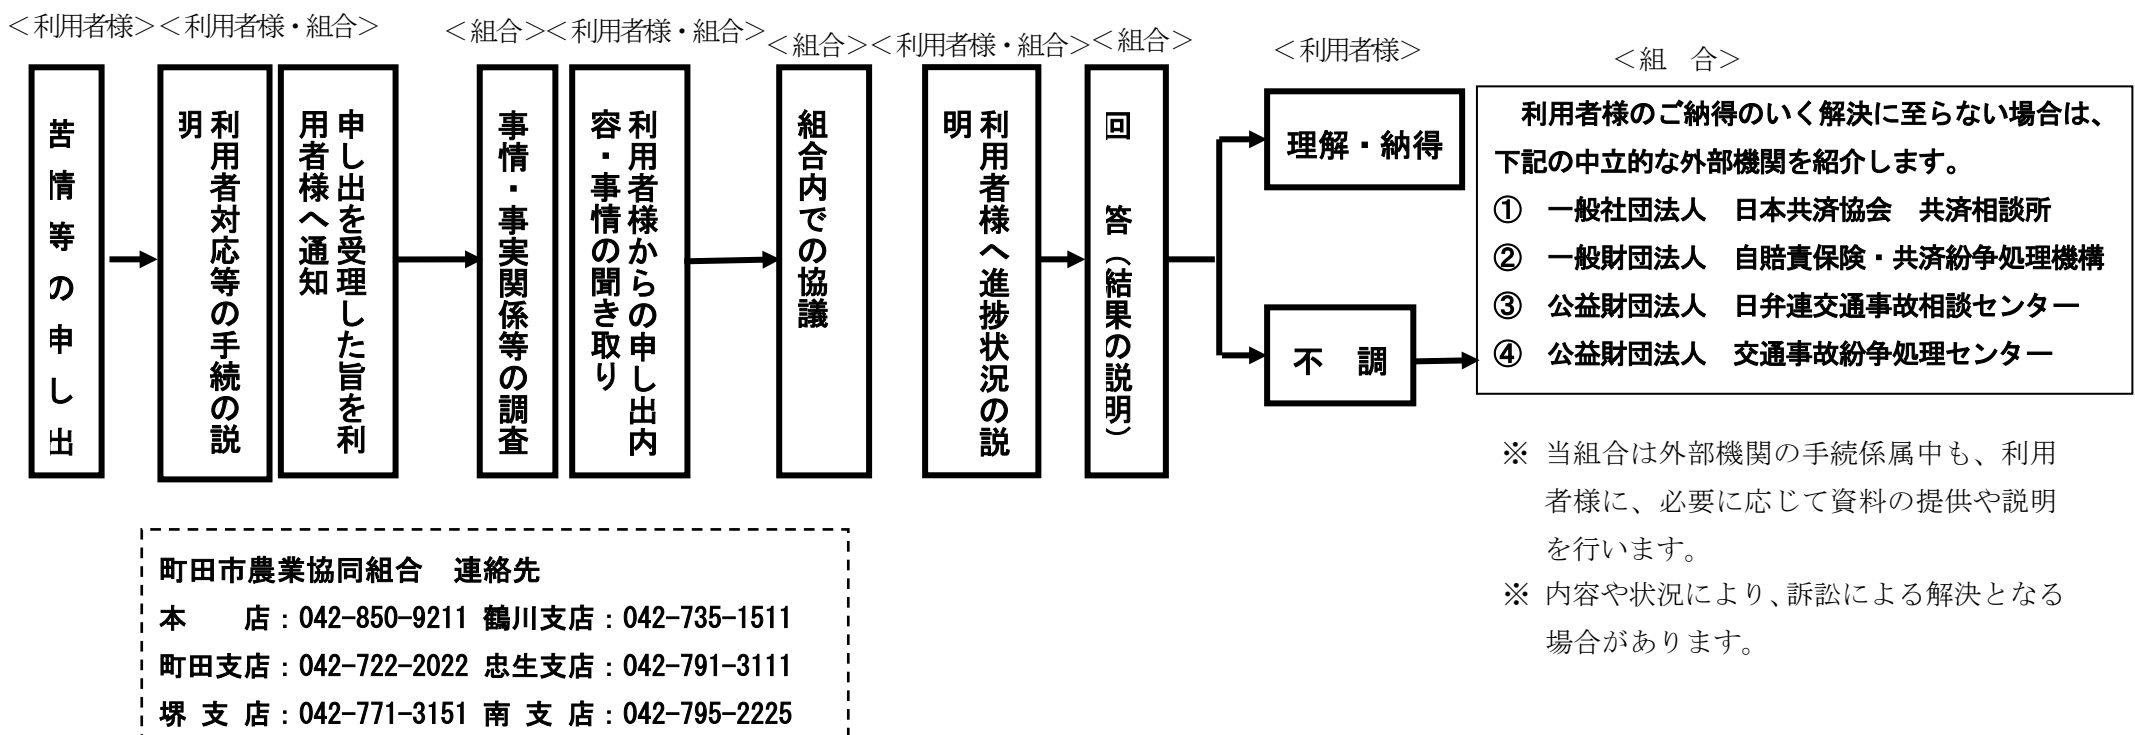 ＜利用者様＞＜利用者様・組合＞ ＜組合＞＜利用者様・組合＞＜組合＞＜利用者様・組合＞＜組合＞ ＜利用者様＞ ＜組　合＞
苦情等の申し出
利用者対応等の手続の説
明
申し出を受理した旨を利
用者様へ通知
事情・事実関係等の調査
利用者様からの申し出内
容・事情の聞き取り
組合内での協議
利用者様へ進捗状況の説
明
回　答（結果の説明）
理解・納得
不　調
利用者様のご納得のいく解決に至らない場合は、
下記の中立的な外部機関を紹介します。
①　一般社団法人　日本共済協会　共済相談所
②　一般財団法人　自賠責保険・共済紛争処理機構
③　公益財団法人　日弁連交通事故相談センター
④　公益財団法人　交通事故紛争処理センター
※ 当組合は外部機関の手続係属中も、利用
者様に、必要に応じて資料の提供や説明
を行います。
※ 内容や状況により、訴訟による解決となる
場合があります。
町田市農業協同組合　連絡先
本　　店：042-850-9211 鶴川支店：042-735-1511
町田支店：042-722-2022 忠生支店：042-791-3111
堺 支 店：042-771-3151 南 支 店：042-795-2225